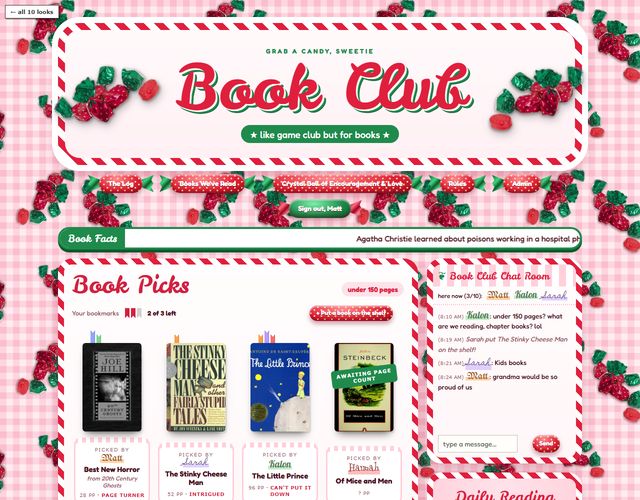 ← all 10 looks
GRAB A CANDY, SWEETIE
Book Club
★ like game club but for books ★
The Log
Books We've Read
Crystal Ball of Encouragement & Love
Rules
Admin
Sign out, Matt
Book Facts
Agatha Christie learned about poisons working in a hospital ph
Book Picks
under 150 pages
Your bookmarks
2 of 3 left
+ Put a book on the shelf
JOE HILL
20TH CENTURY GHOSTS
THE STINKY CHEESE MAN and other FAIRLY STUPID TALES
ANTOINE DE SAINT-EXUPÉRY
The Little Prince
STEINBECK
AWAITING PAGE COUNT
Of Mice and Men
PICKED BY
Matt
Best New Horror
from 20th Century Ghosts
28 PP · PAGE TURNER
PICKED BY
Sarah
The Stinky Cheese Man
52 PP · INTRIGUED
PICKED BY
Kalon
The Little Prince
96 PP · CAN'T PUT IT DOWN
PICKED BY
Hannah
Of Mice and Men
? PP
Book Club Chat Room
here now (3/10): Matt Kalon Sarah
(8:10 AM) Kalon: under 150 pages? what
are we reading, chapter books? lol
(8:19 AM) Sarah put The Stinky Cheese Man
on the shelf!
(8:23 AM) Sarah: Kids books
(8:24 AM) Matt: grandma would be so
proud of us
type a message...
Send
Daily Reading